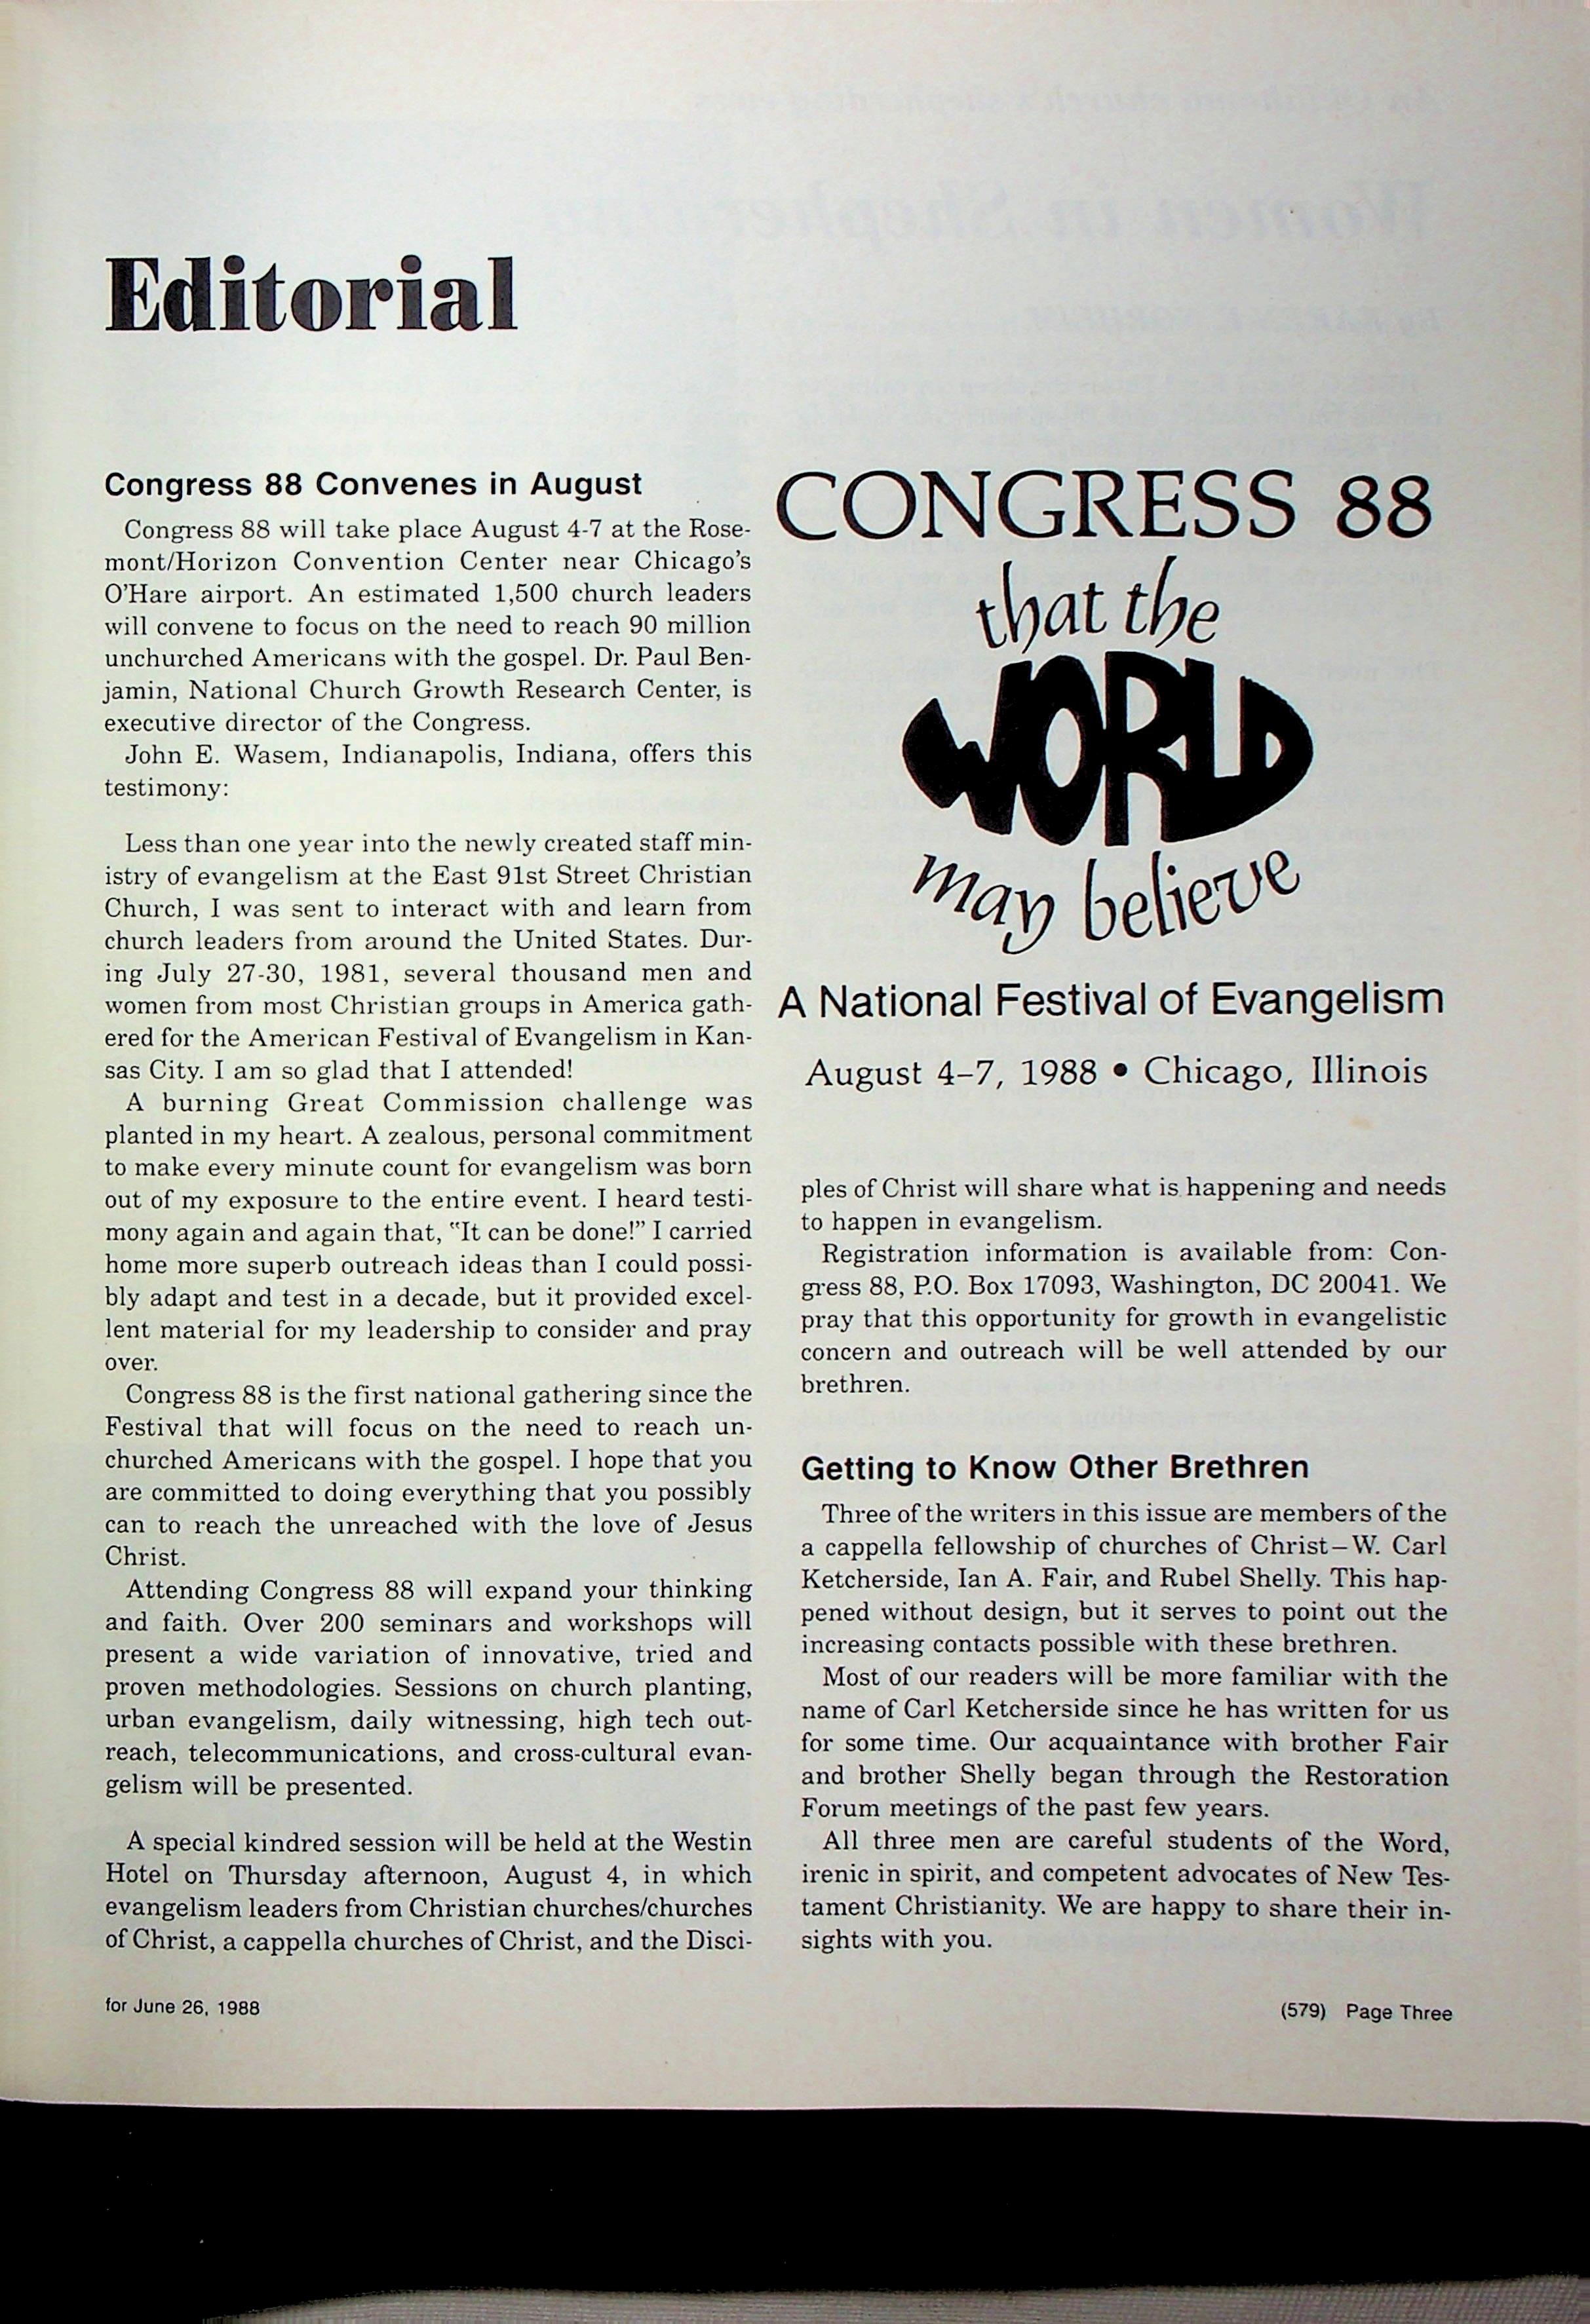 Editorial
Congress 88 Convenes in August
Congress 88 will take place August 4-7 at the Rose-
mont/Horizon Convention Center near Chicago's
O'Hare airport. An estimated 1,500 church leaders
will convene to focus on the need to reach 90 million
unchurched Americans with the gospel. Dr. Paul Ben-
jamin, National Church Growth Research Center, is
executive director of the Congress.
John E. Wasem, Indianapolis, Indiana, offers this
testimony:
Less than one year into the newly created staff min-
istry of evangelism at the East 91st Street Christian
Church, I was sent to interact with and learn from
church leaders from around the United States. Dur-
ing July 27-30, 1981, several thousand men and
women from most Christian groups in America gath-
ered for the American Festival of Evangelism in Kan-
sas City. I am so glad that I attended!
A burning Great Commission challenge was
planted in my heart. A zealous, personal commitment
to make every minute count for evangelism was born
out of my exposure to the entire event. I heard testi-
mony again and again that, "It can be done!" I carried
home more superb outreach ideas than I could possi-
bly adapt and test in a decade, but it provided excel-
lent material for my leadership to consider and pray
over.
Congress 88 is the first national gathering since the
Festival that will focus on the need to reach un-
churched Americans with the gospel. I hope that you
are committed to doing everything that you possibly
can to reach the unreached with the love of Jesus
Christ.
Attending Congress 88 will expand your thinking
and faith. Over 200 seminars and workshops will
present a wide variation of innovative, tried and
proven methodologies. Sessions on church planting,
urban evangelism, daily witnessing, high tech out-
reach, telecommunications, and cross-cultural evan-
gelism will be presented.
A special kindred session will be held at the Westin
Hotel on Thursday afternoon, August 4, in which
evangelism leaders from Christian churches/churches
of Christ, a cappella churches of Christ, and the Disci-
CONGRESS 88
that the
WORLD
may believe
A National Festival of Evangelism
August 4–7, 1988 • Chicago, Illinois
ples of Christ will share what is happening and needs
to happen in evangelism.
Registration information is available from: Con-
gress 88, P.O. Box 17093, Washington, DC 20041. We
pray that this opportunity for growth in evangelistic
concern and outreach will be well attended by our
brethren.
Getting to Know Other Brethren
Three of the writers in this issue are members of the
a cappella fellowship of churches of Christ–W. Carl
Ketcherside, Ian A. Fair, and Rubel Shelly. This hap-
pened without design, but it serves to point out the
increasing contacts possible with these brethren.
Most of our readers will be more familiar with the
name of Carl Ketcherside since he has written for us
for some time. Our acquaintance with brother Fair
and brother Shelly began through the Restoration
Forum meetings of the past few years.
All three men are careful students of the Word,
irenic in spirit, and competent advocates of New Tes-
tament Christianity. We are happy to share their in-
sights with you.
for June 26, 1988
(579) Page Three